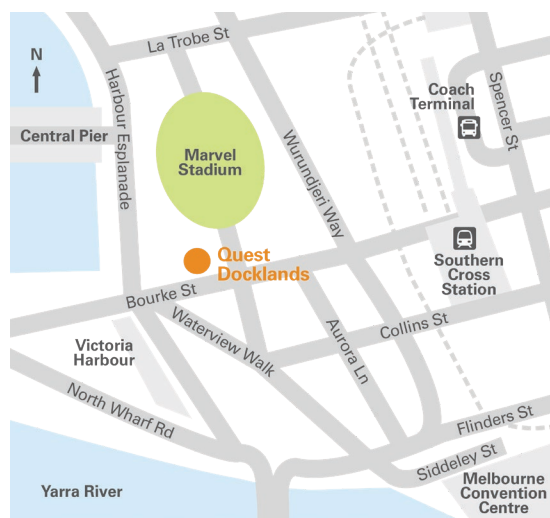 La Trobe St
N
Harbour Esplanade
Coach
Terminal
Spencer St
Central Pier
Marvel
Stadium
Wurundjeri Way
Quest
Docklands
Southern
Cross
Station
Bourke St
Waterview Walk
Collins St
Aurora Ln
Victoria
Harbour
North Wharf Rd
Flinders St
Siddeley St
Yarra River
Melbourne
Convention
Centre